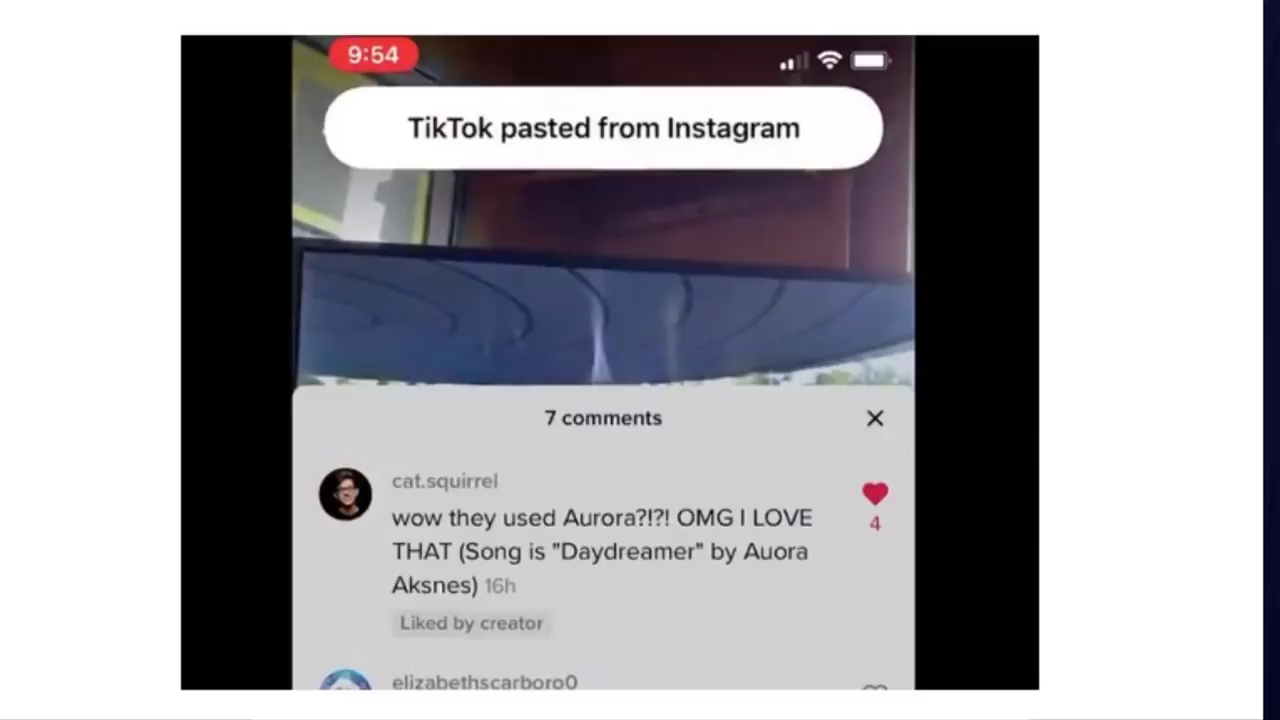 9:54
TikTok pasted from Instagram
7 comments
cat.squirrel
wow they used Aurora?!?! OMG I LOVE
THAT (Song is "Daydreamer" by Auora
Aksnes) 16h
4
Liked by creator
elizabethscarboro0